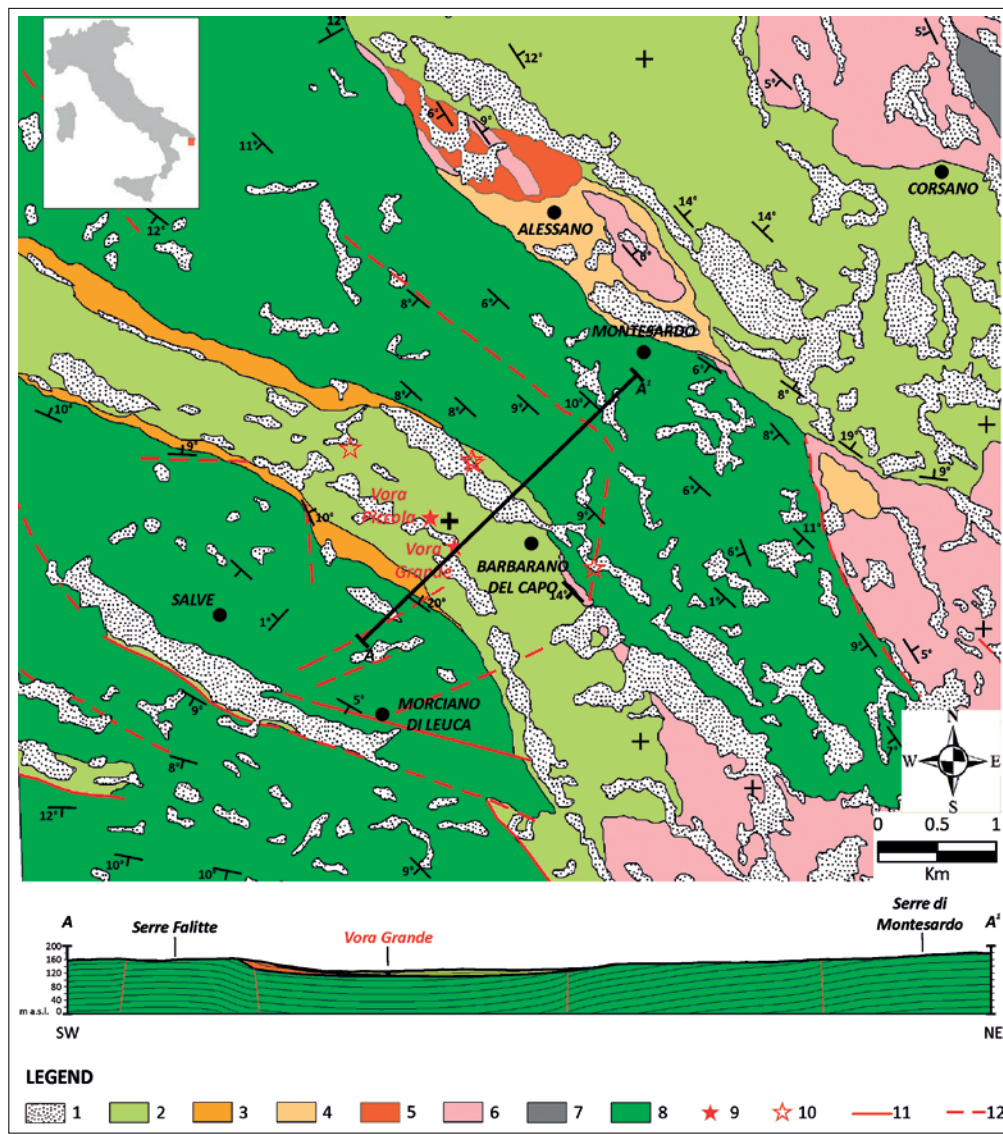 12°
12°
5°
5°
6°
9°
11°
CORSANO
14°
14°
ALESSANO
12°
8°
8°
6°
MONTESARDO
6°
A¹
8°
10°
8°
8°
9°
10°
8°
19°
9°
9°
6°
Vora
Piccola
10°
9°
11°
Vora
Grande
6°
BARBARANO
DEL CAPO
14°
20°
1°
SALVE
1°
A
9°
5°
5°
9°
MORCIANO
DI LEUCA
N
W E
S
8°
12°
0 0.5 1
Km
10°
10°
9°
A Serre Falitte Vora Grande Serre di
Montesardo A¹
200
160
120
80
40
m a.s.l. 0
SW NE
LEGEND
1 2 3 4 5 6 7 8 9 10 11 12